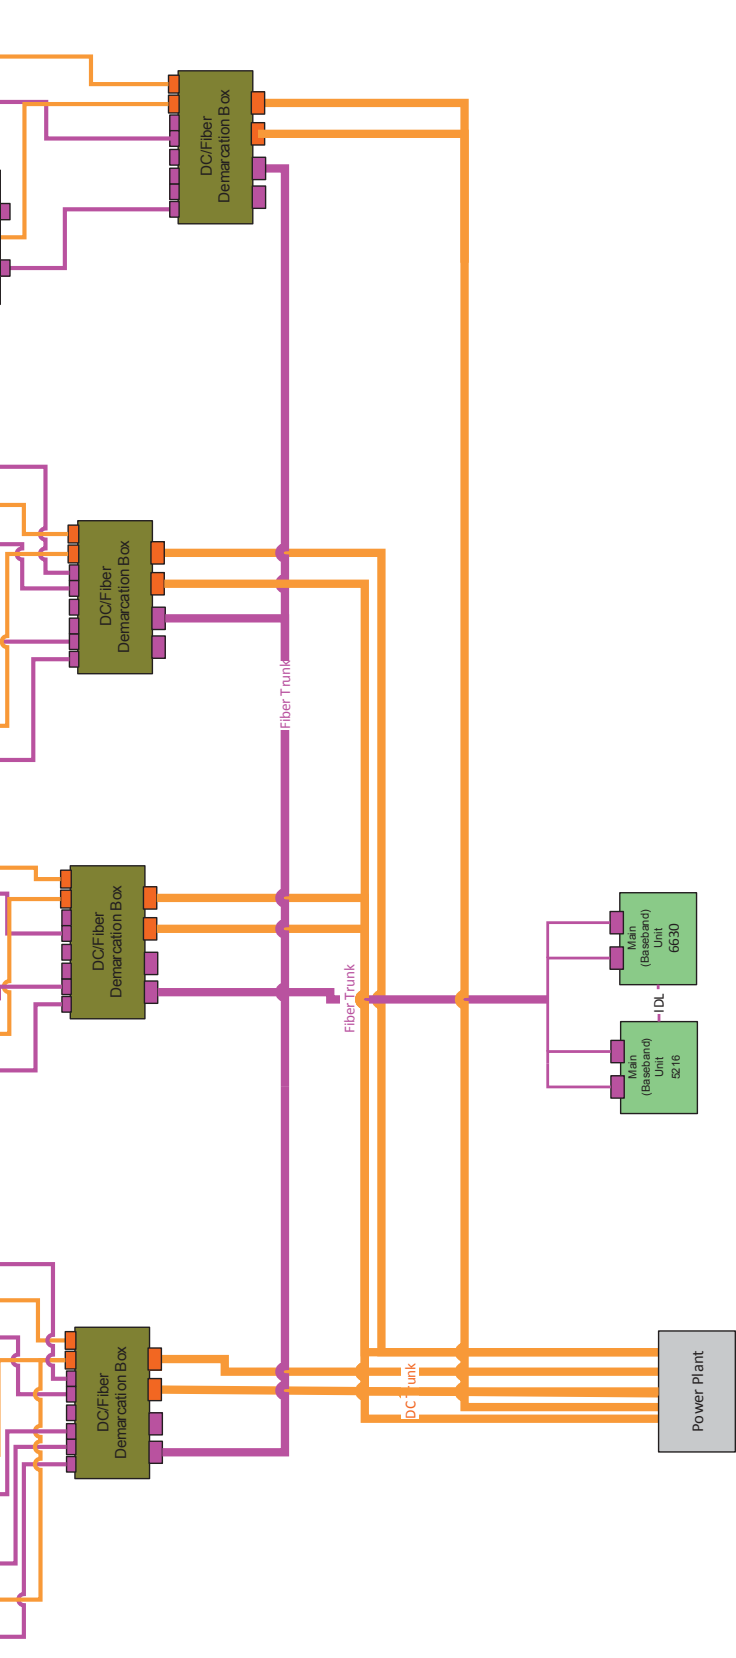 DC/Fiber
Demarcation Box
DC/Fiber
Demarcation Box
Fiber Trunk
DC/Fiber
Demarcation Box
Fiber Trunk
Main
(Baseband)
Unit
6630
IDL
Main
(Baseband)
Unit
5216
DC/Fiber
Demarcation Box
DC Trunk
Power Plant